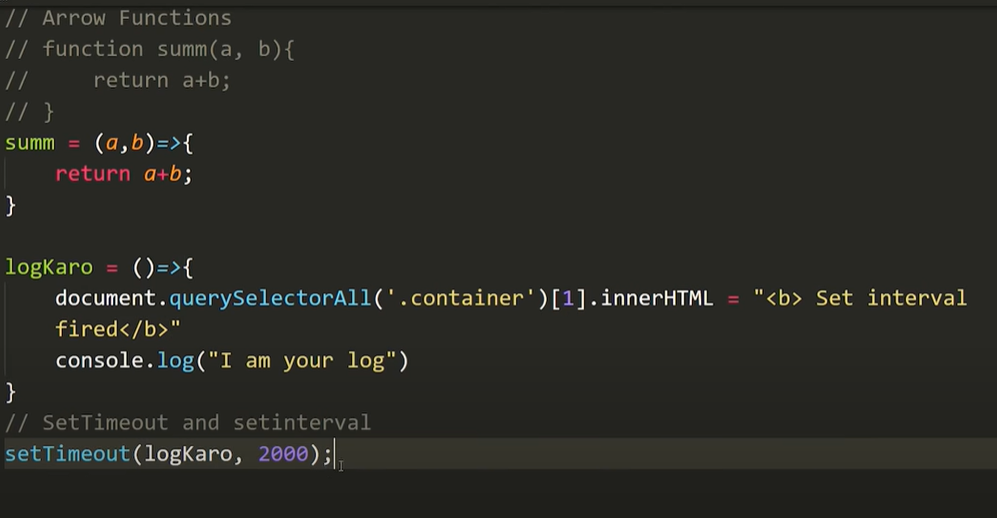 // Arrow Functions
// function summ(a, b){
//     return a+b;
// }
summ = (a,b)=>{
    return a+b;
}

logKaro = ()=>{
    document.querySelectorAll('.container')[1].innerHTML = "<b> Set interval
    fired</b>"
    console.log("I am your log")
}
// SetTimeout and setinterval
setTimeout(logKaro, 2000);